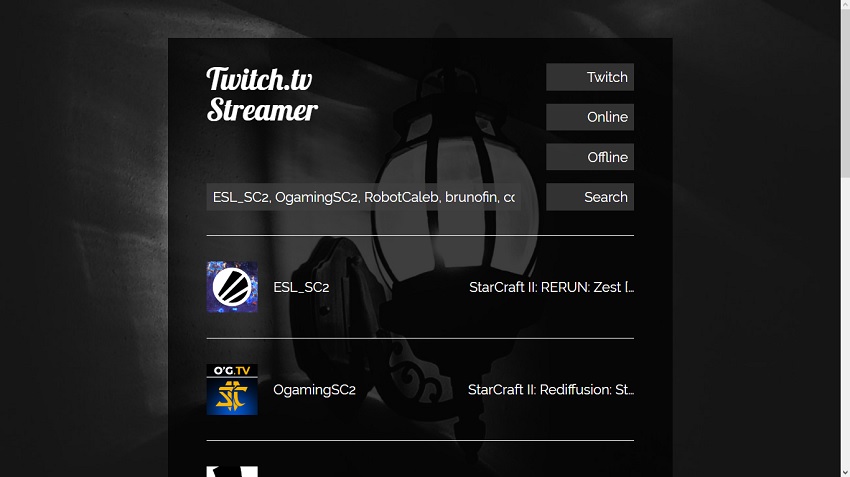 Twitch.tv
Streamer
Twitch
Online
Offline
ESL_SC2, OgamingSC2, RobotCaleb, brunofin, cc
Search
ESL_SC2
StarCraft II: RERUN: Zest [...
O'G.TV
OgamingSC2
StarCraft II: Rediffusion: St...